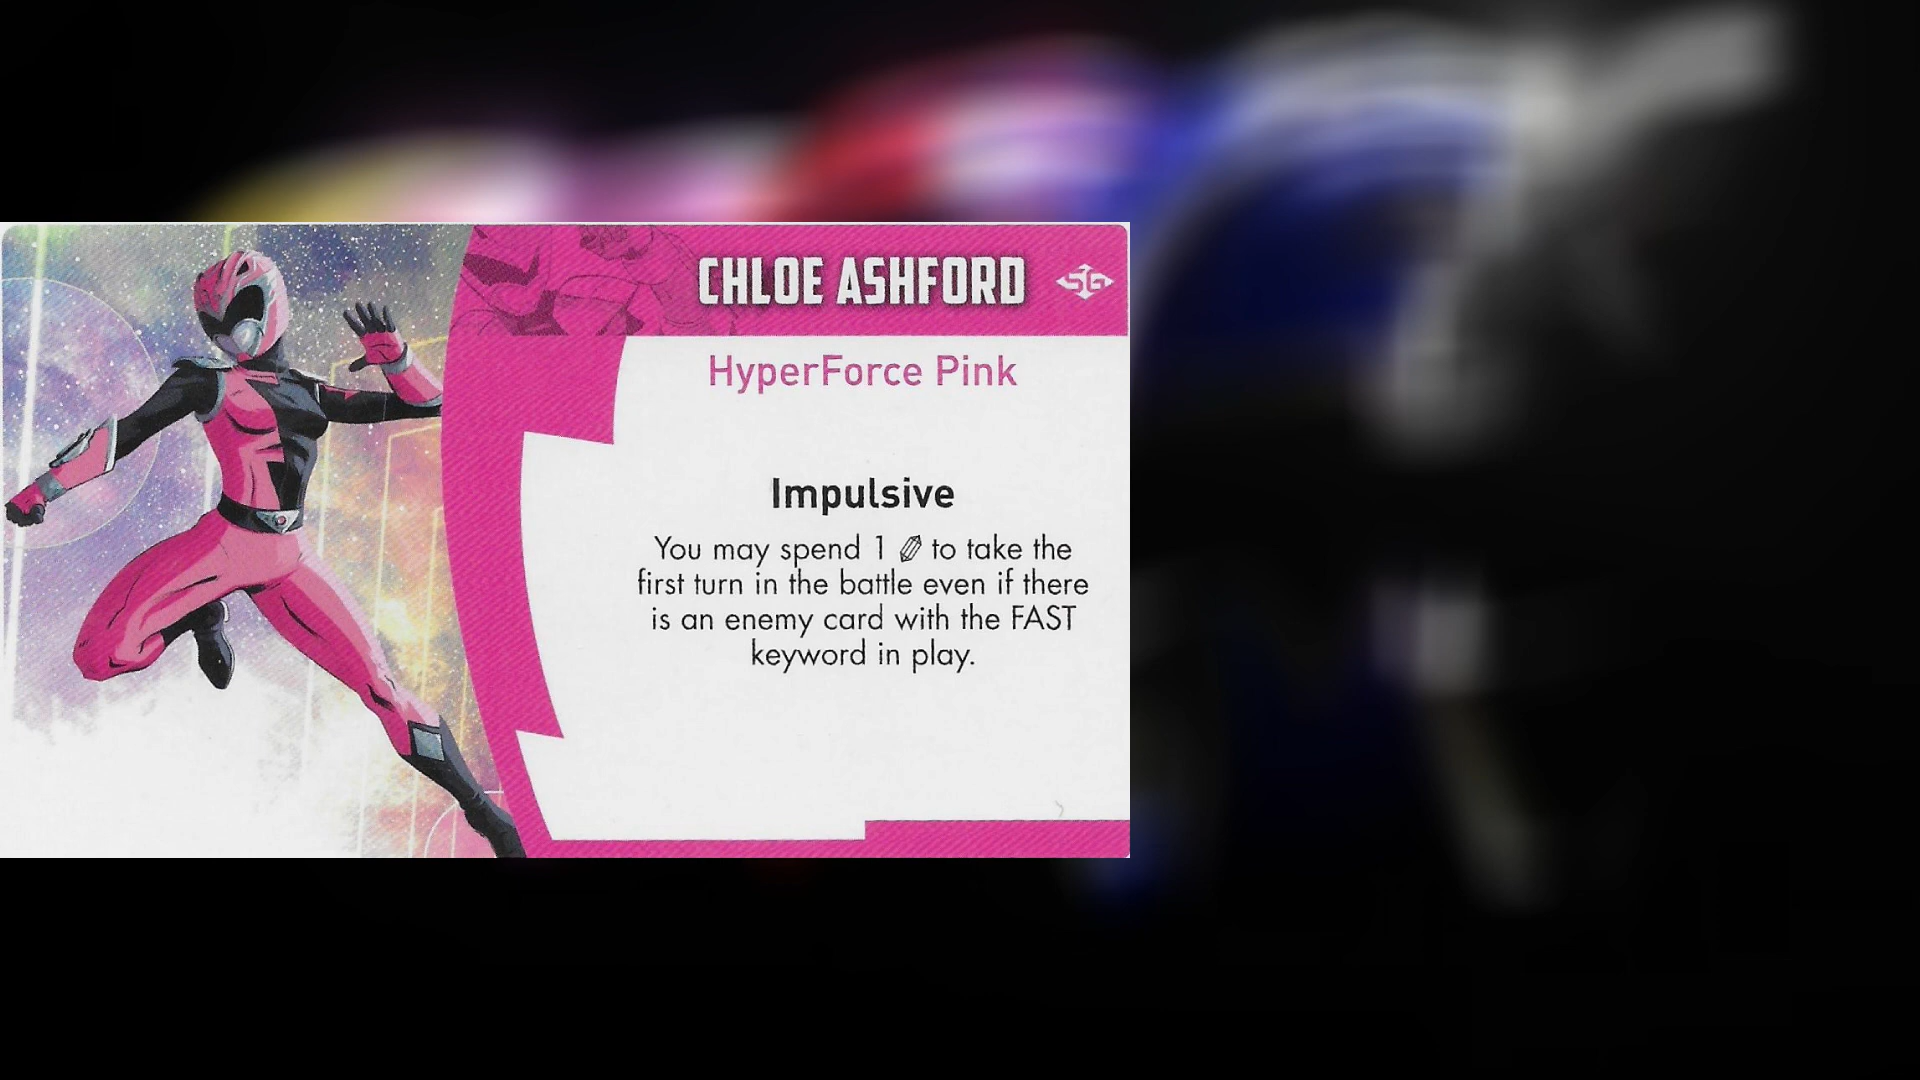 CHLOE ASHFORD
SG
HyperForce Pink
Impulsive
You may spend 1 to take the
first turn in the battle even if there
is an enemy card with the FAST
keyword in play.